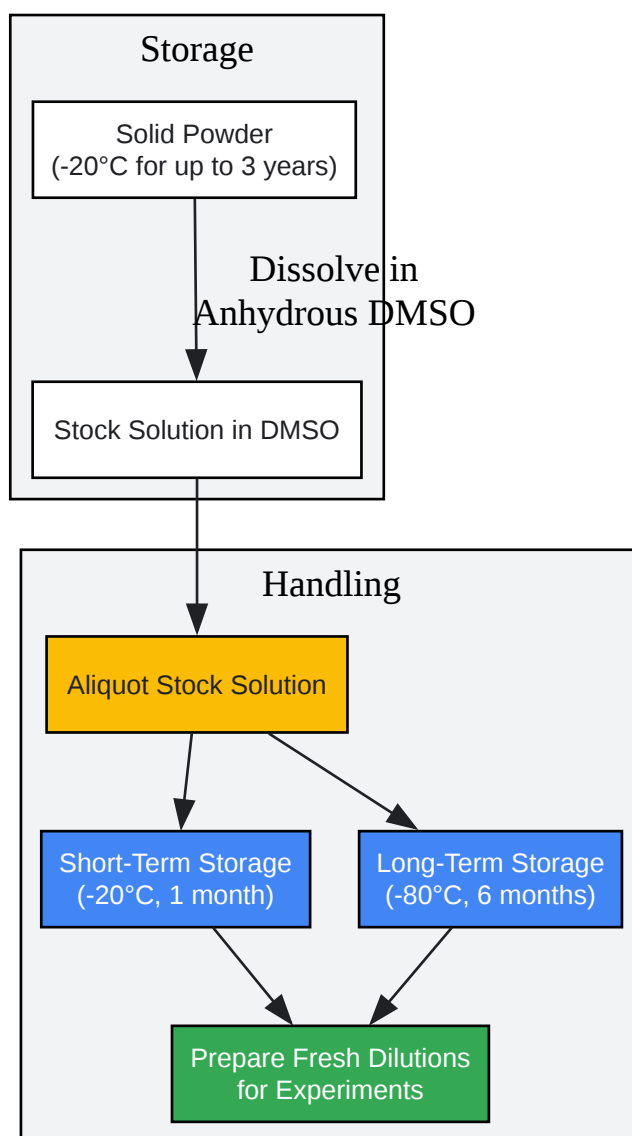 Storage
Solid Powder
(-20°C for up to 3 years)
Dissolve in
Anhydrous DMSO
Stock Solution in DMSO
Handling
Aliquot Stock Solution
Short-Term Storage
(-20°C, 1 month)
Long-Term Storage
(-80°C, 6 months)
Prepare Fresh Dilutions
for Experiments